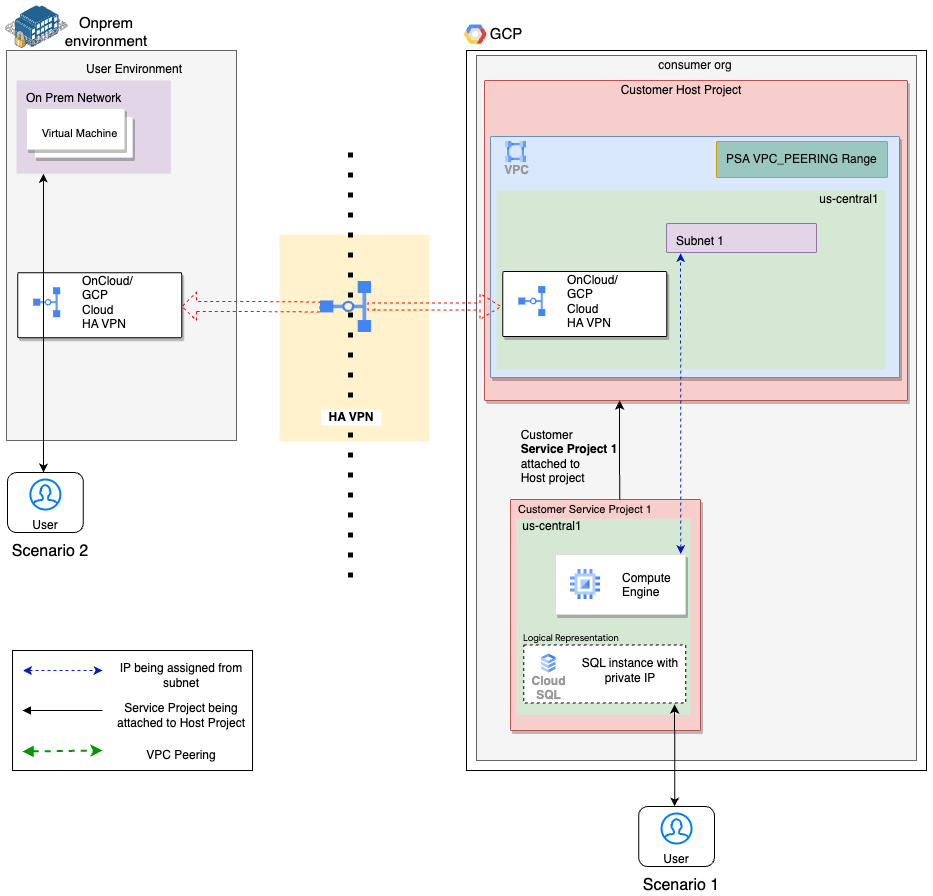 Onprem
environment
User Environment
On Prem Network
Virtual Machine
OnCloud/
GCP
Cloud
HA VPN
User
Scenario 2
HA VPN
GCP
consumer org
Customer Host Project
VPC
PSA VPC_PEERING Range
us-central1
Subnet 1
OnCloud/
GCP
Cloud
HA VPN
Customer
Service Project 1
attached to
Host project
Customer Service Project 1
us-central1
Compute
Engine
Logical Representation
Cloud
SQL
SQL instance with
private IP
User
Scenario 1
IP being assigned from
subnet
Service Project being
attached to Host Project
VPC Peering